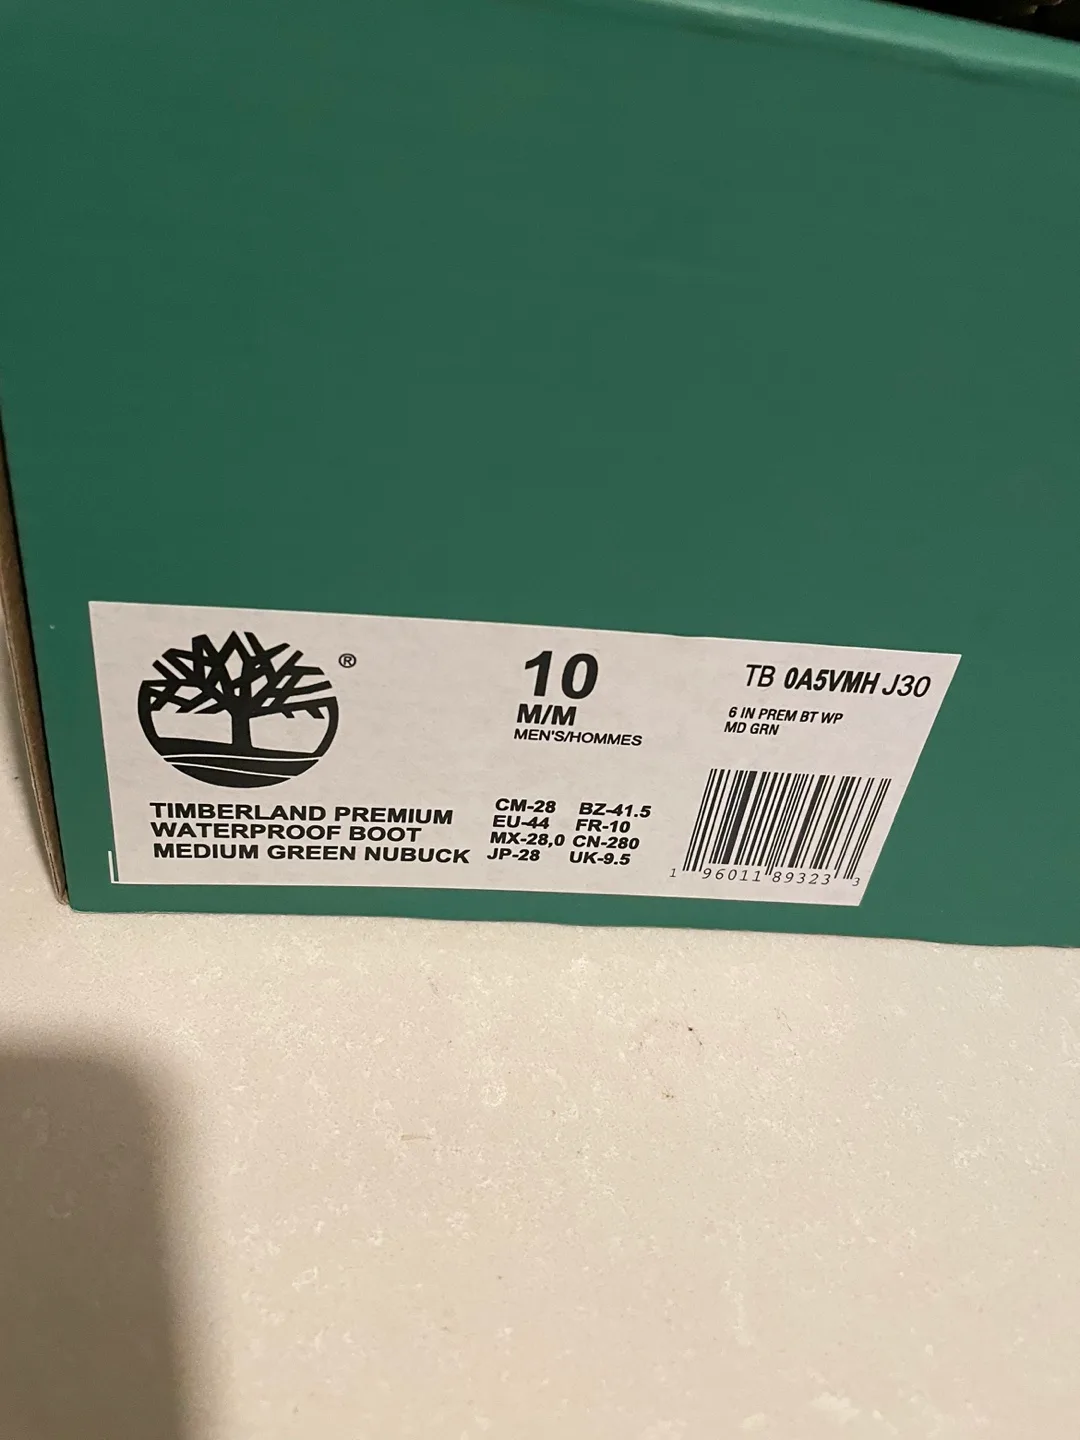 ®
10
M/M
MEN'S/HOMMES
TB 0A5VMH J30
6 IN PREM BT WP
MD GRN
TIMBERLAND PREMIUM
WATERPROOF BOOT
MEDIUM GREEN NUBUCK
CM-28 BZ-41.5
EU-44 FR-10
MX-28,0 CN-280
JP-28 UK-9.5
1 96011 89323 3